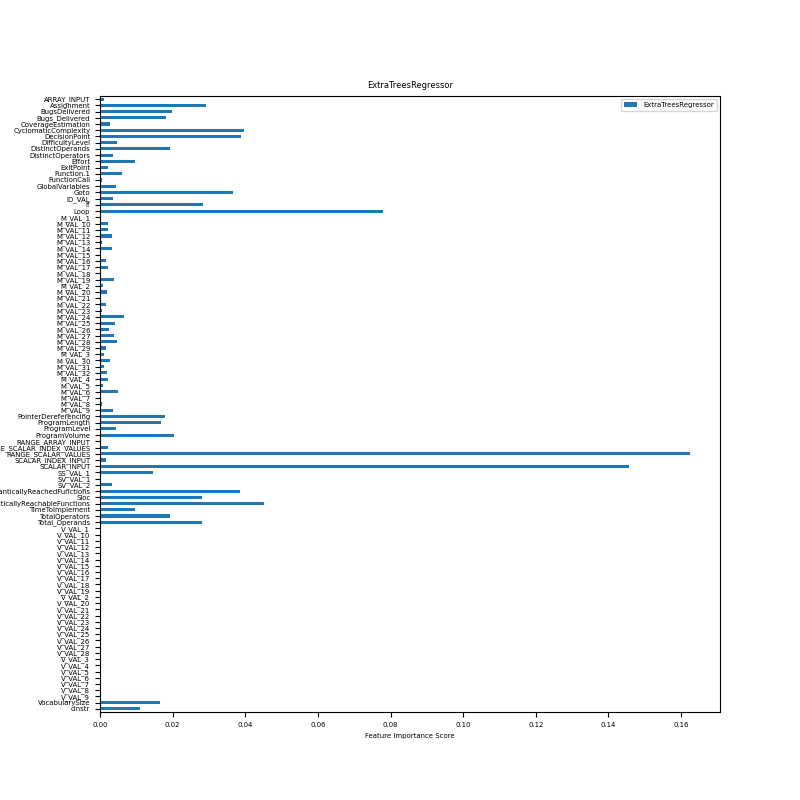 ExtraTreesRegressor
ExtraTreesRegressor
ARRAY_INPUT
Assignment
BugsDelivered
Bugs_Delivered
CoverageEstimation
CyclomaticComplexity
DecisionPoint
DifficultyLevel
DistinctOperands
DistinctOperators
Effort
ExitPoint
Function.1
FunctionCall
GlobalVariables
Goto
ID_VAL
If
Loop
M_VAL_1
M_VAL_10
M_VAL_11
M_VAL_12
M_VAL_13
M_VAL_14
M_VAL_15
M_VAL_16
M_VAL_17
M_VAL_18
M_VAL_19
M_VAL_2
M_VAL_20
M_VAL_21
M_VAL_22
M_VAL_23
M_VAL_24
M_VAL_25
M_VAL_26
M_VAL_27
M_VAL_28
M_VAL_29
M_VAL_3
M_VAL_30
M_VAL_31
M_VAL_32
M_VAL_4
M_VAL_5
M_VAL_6
M_VAL_7
M_VAL_8
M_VAL_9
PointerDereferencing
ProgramLength
ProgramLevel
ProgramVolume
RANGE_ARRAY_INPUT
E_SCALAR_INDEX_VALUES
RANGE_SCALAR_VALUES
SCALAR_INDEX_INPUT
SCALAR_INPUT
SS_VAL_1
SV_VAL_1
SV_VAL_2
anticallyReachedFunctions
Sloc
ticallyReachableFunctions
TimeToImplement
TotalOperators
Total_Operands
V_VAL_1
V_VAL_10
V_VAL_11
V_VAL_12
V_VAL_13
V_VAL_14
V_VAL_15
V_VAL_16
V_VAL_17
V_VAL_18
V_VAL_19
V_VAL_2
V_VAL_20
V_VAL_21
V_VAL_22
V_VAL_23
V_VAL_24
V_VAL_25
V_VAL_26
V_VAL_27
V_VAL_28
V_VAL_3
V_VAL_4
V_VAL_5
V_VAL_6
V_VAL_7
V_VAL_8
V_VAL_9
VocabularySize
cinstr
0.00 0.02 0.04 0.06 0.08 0.10 0.12 0.14 0.16
Feature Importance Score